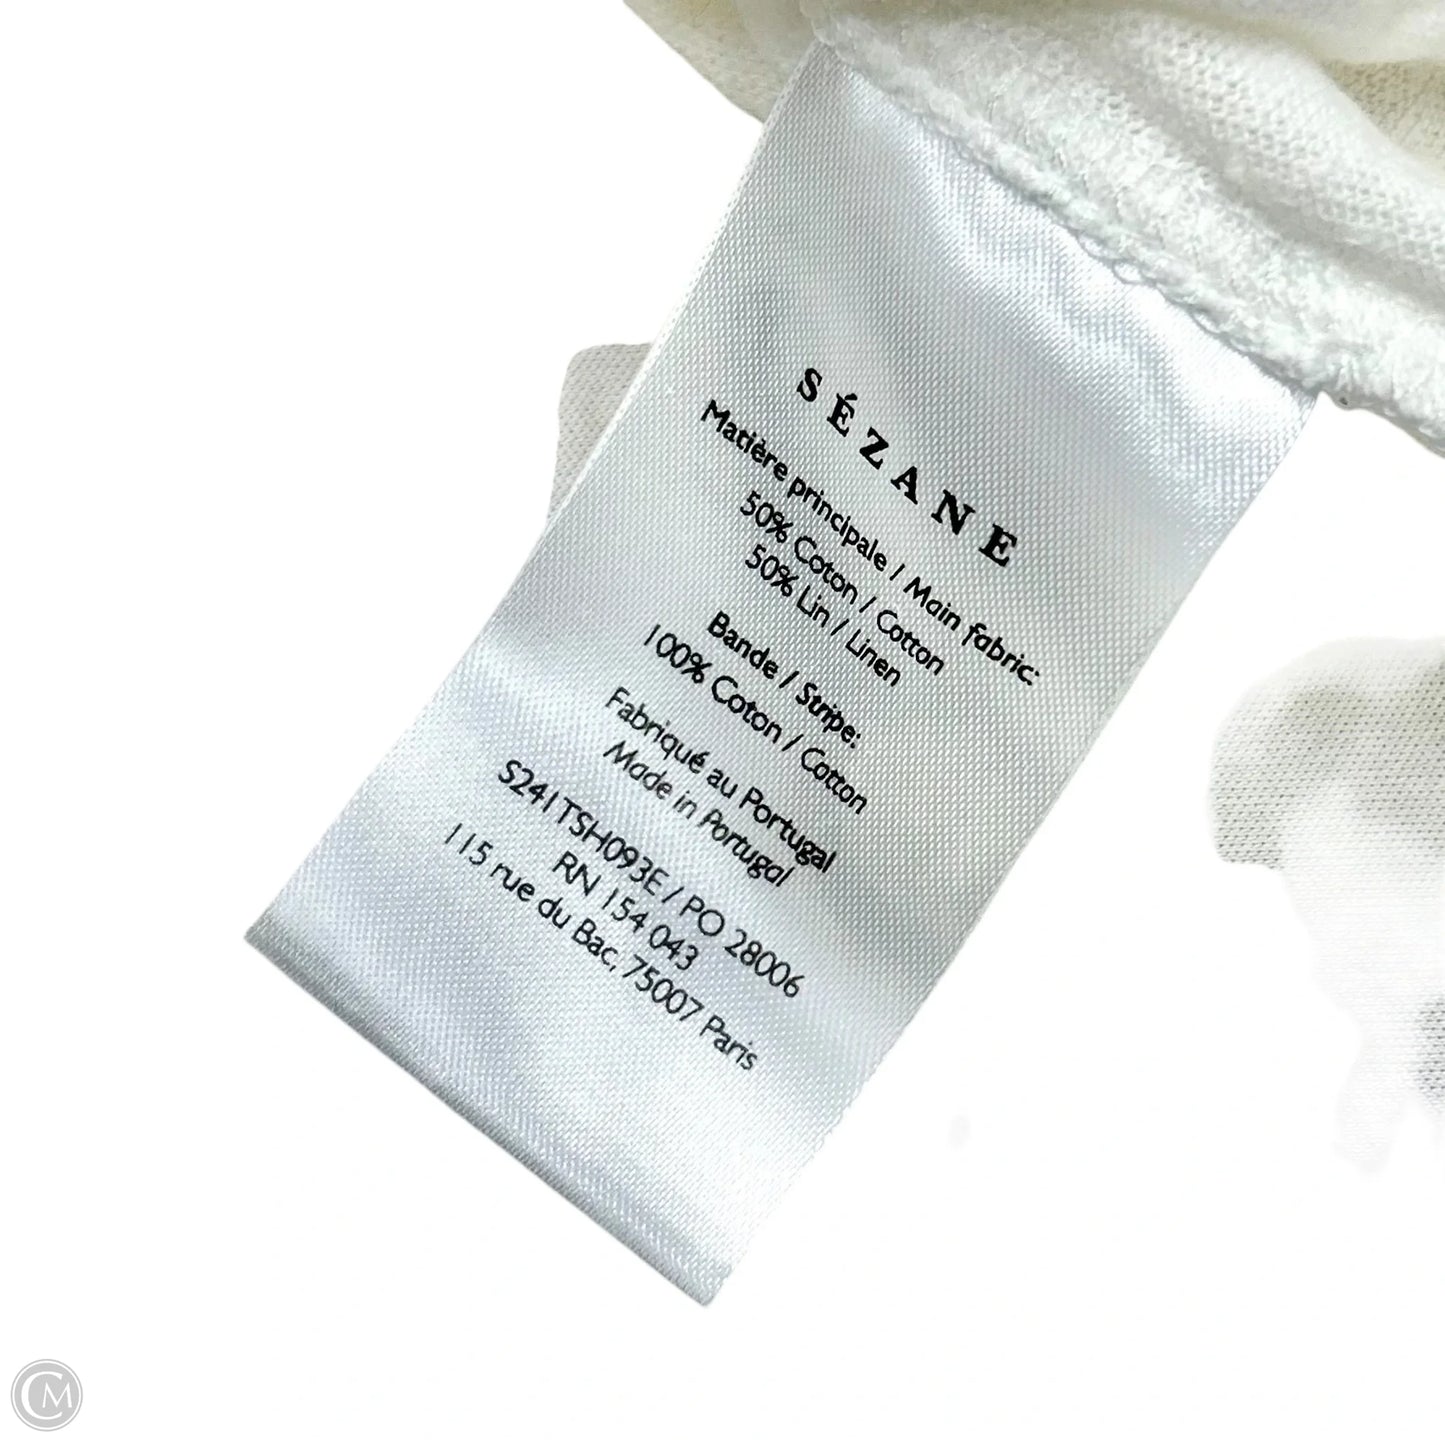 SÉZANE
Matière principale / Main fabric:
50% Coton / Cotton
50% Lin / Linen
Bande / Stripe:
100% Coton / Cotton
Fabriqué au Portugal
Made in Portugal
S241TSH093E / PO 28006
RN 154 043
115 rue du Bac, 75007 Paris
CM